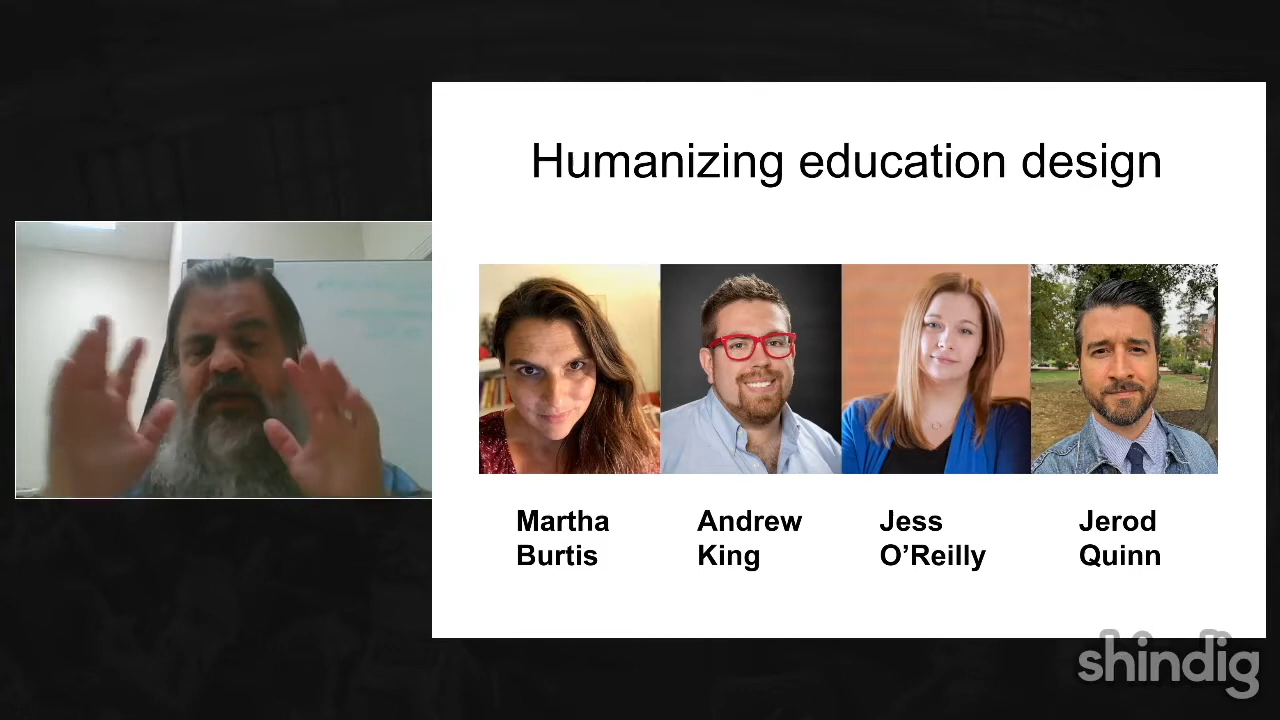 Humanizing education design
Martha
Burtis
Andrew
King
Jess
O’Reilly
Jerod
Quinn
shindig